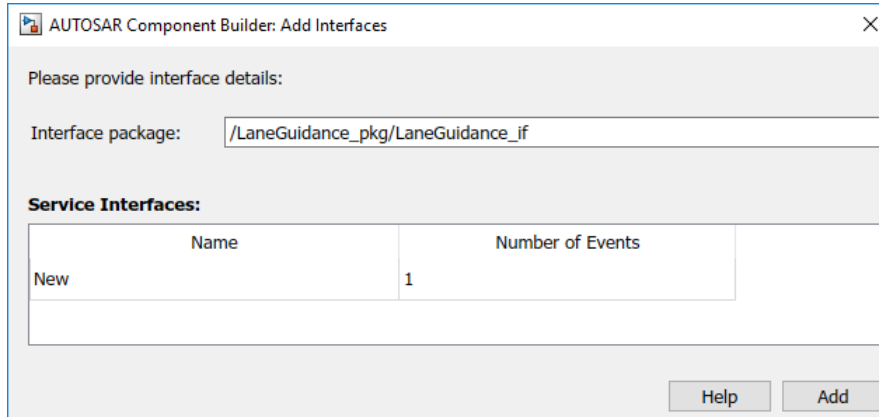 AUTOSAR Component Builder: Add Interfaces
Please provide interface details:
Interface package: /LaneGuidance_pkg/LaneGuidance_if
Service Interfaces:
Name Number of Events
New 1
Help Add